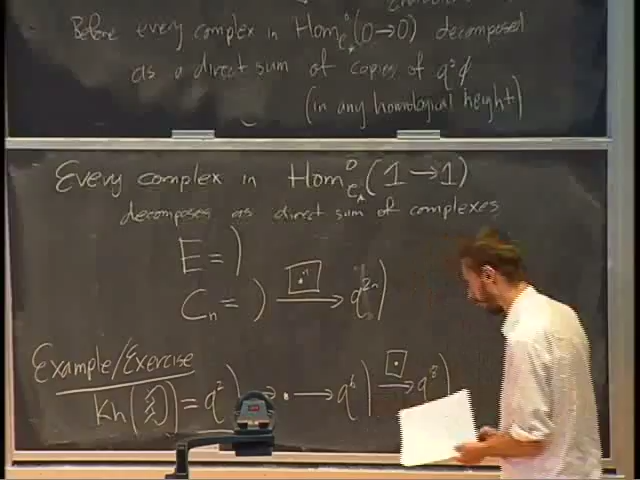 Before every complex in Hom⁰_{C_A}(0→0) decomposed
as a direct sum of copies of q^?∅
(in any homological height)
Every complex in Hom⁰_{C_A}(1→1)
decomposes as direct sum of complexes
E = )
C_n = ) → q^{2n} )
Example/Exercise
Kh( ) = q² ) → • → q⁶ ) → q⁸ )